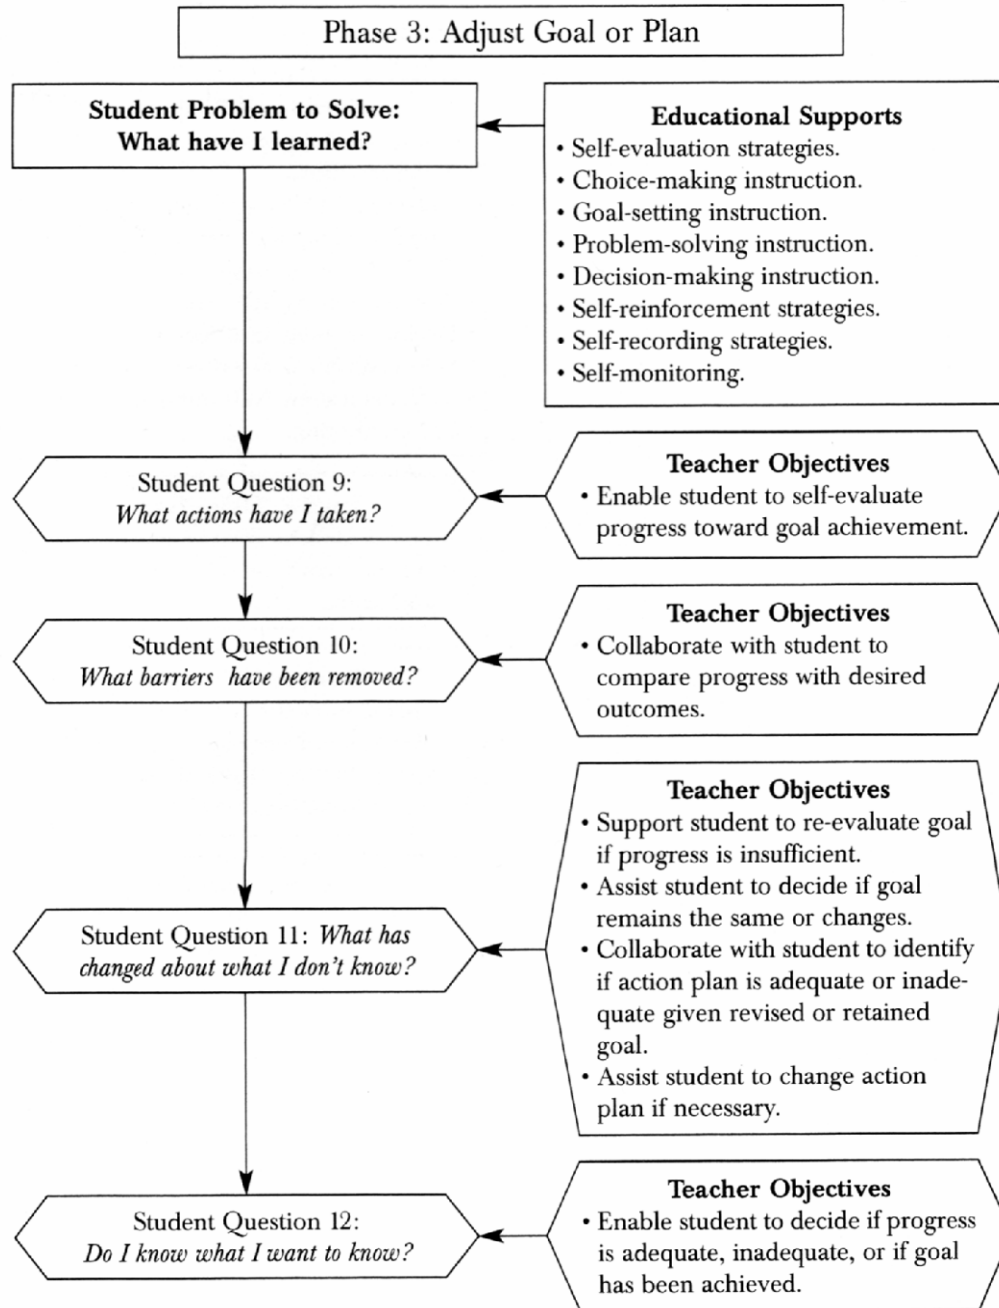 Phase 3: Adjust Goal or Plan
Student Problem to Solve:
What have I learned?
Educational Supports
• Self-evaluation strategies.
• Choice-making instruction.
• Goal-setting instruction.
• Problem-solving instruction.
• Decision-making instruction.
• Self-reinforcement strategies.
• Self-recording strategies.
• Self-monitoring.
Student Question 9:
What actions have I taken?
Teacher Objectives
• Enable student to self-evaluate
progress toward goal achievement.
Student Question 10:
What barriers have been removed?
Teacher Objectives
• Collaborate with student to
compare progress with desired
outcomes.
Student Question 11: What has
changed about what I don't know?
Teacher Objectives
• Support student to re-evaluate goal
if progress is insufficient.
• Assist student to decide if goal
remains the same or changes.
• Collaborate with student to identify
if action plan is adequate or inade-
quate given revised or retained
goal.
• Assist student to change action
plan if necessary.
Student Question 12:
Do I know what I want to know?
Teacher Objectives
• Enable student to decide if progress
is adequate, inadequate, or if goal
has been achieved.